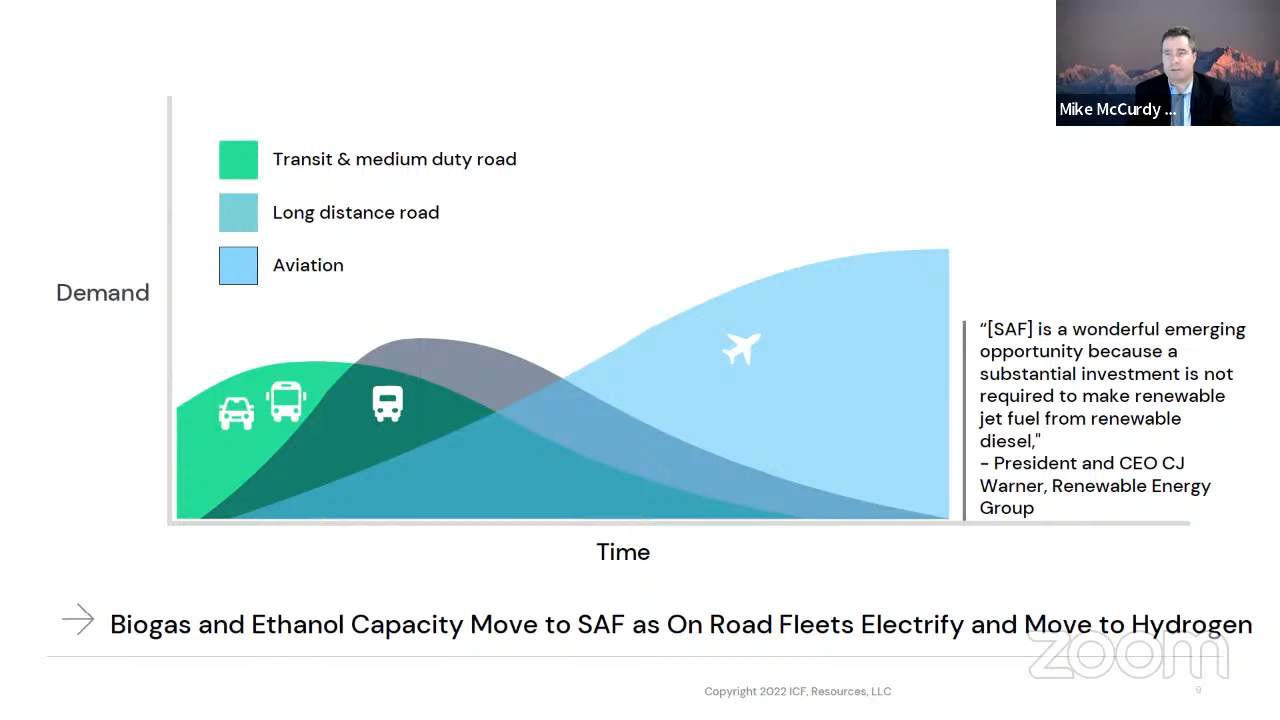 Mike McCurdy ...
Transit & medium duty road
Long distance road
Aviation
Demand
“[SAF] is a wonderful emerging
opportunity because a
substantial investment is not
required to make renewable
jet fuel from renewable
diesel,"
- President and CEO CJ
Warner, Renewable Energy
Group
Time
Biogas and Ethanol Capacity Move to SAF as On Road Fleets Electrify and Move to Hydrogen
zoom
Copyright 2022 ICF, Resources, LLC
9